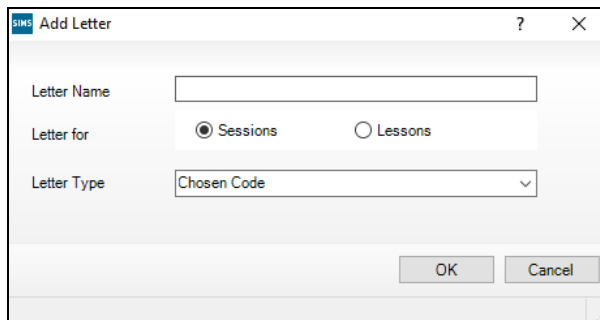 SIMS Add Letter ?
Letter Name
Letter for Sessions Lessons
Letter Type Chosen Code
OK Cancel